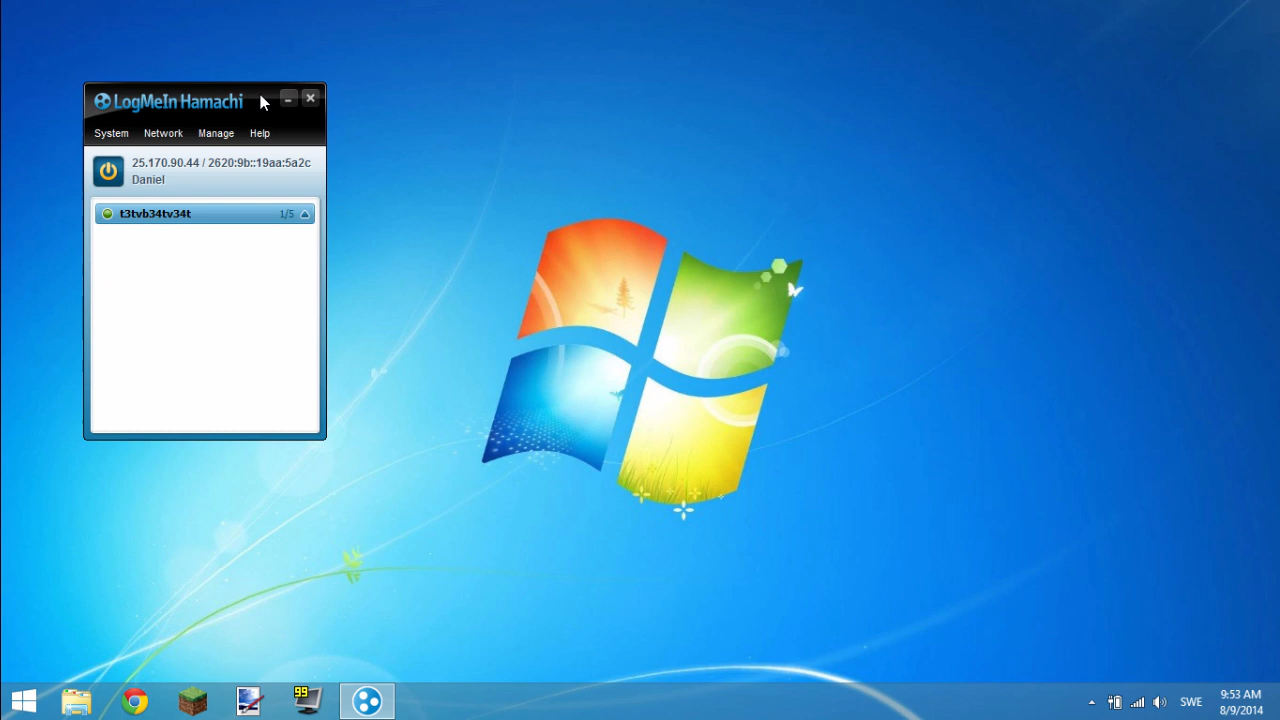 LogMeIn Hamachi
System Network Manage Help
25.170.90.44 / 2620:9b::19aa:5a2c
Daniel
t3tvb34tv34t 1/5
99
SWE
9:53 AM
8/9/2014